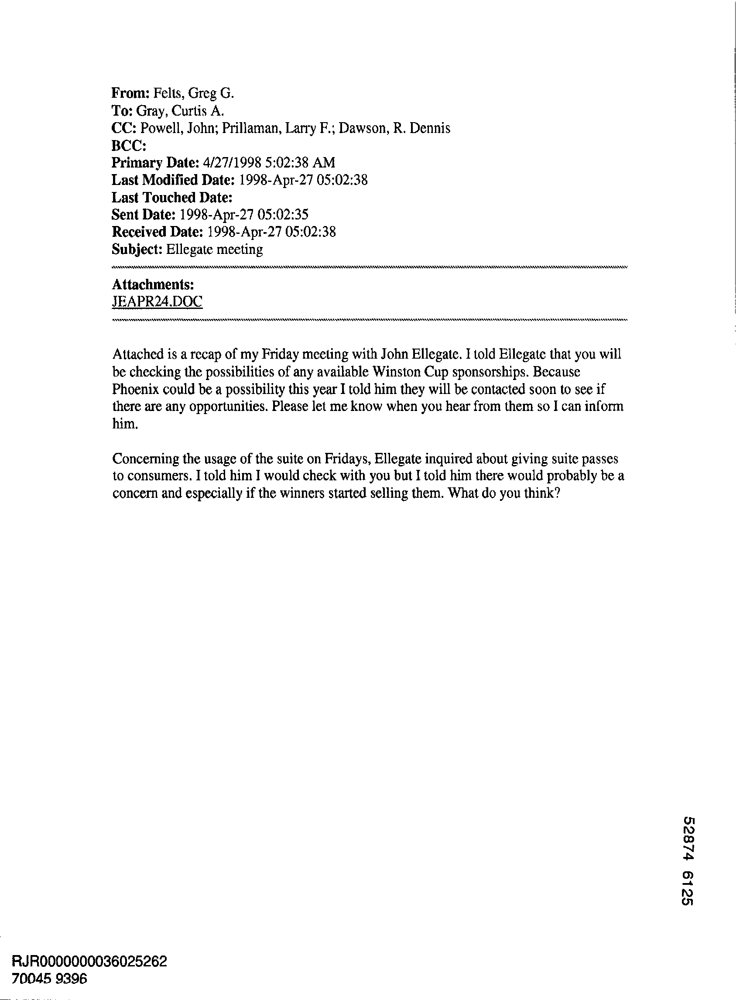 From: Felts, Greg G.
To: Gray, Curtis A.
CC: Powell, John; Prillaman, Larry F.; Dawson, R. Dennis
BCC:
Primary Date: 4/27/1998 5:02:38 AM
Last Modified Date: 1998-Apr-27 05:02:38
Last Touched Date:
Sent Date: 1998-Apr-27 05:02:35
Received Date: 1998-Apr-27 05:02:38
Subject: Ellegate meeting
Attachments:
JEAPR24.DOC
Attached is a recap of my Friday meeting with John Ellegate. I told Ellegate that you will
be checking the possibilities of any available Winston Cup sponsorships. Because
Phoenix could be a possibility this year I told him they will be contacted soon to see if
there are any opportunities. Please let me know when you hear from them so I can inform
him.
Concerning the usage of the suite on Fridays, Ellegate inquired about giving suite passes
to consumers. I told him I would check with you but I told him there would probably be a
concern and especially if the winners started selling them. What do you think?
52874 6125
RJR0000000036025262
70045 9396